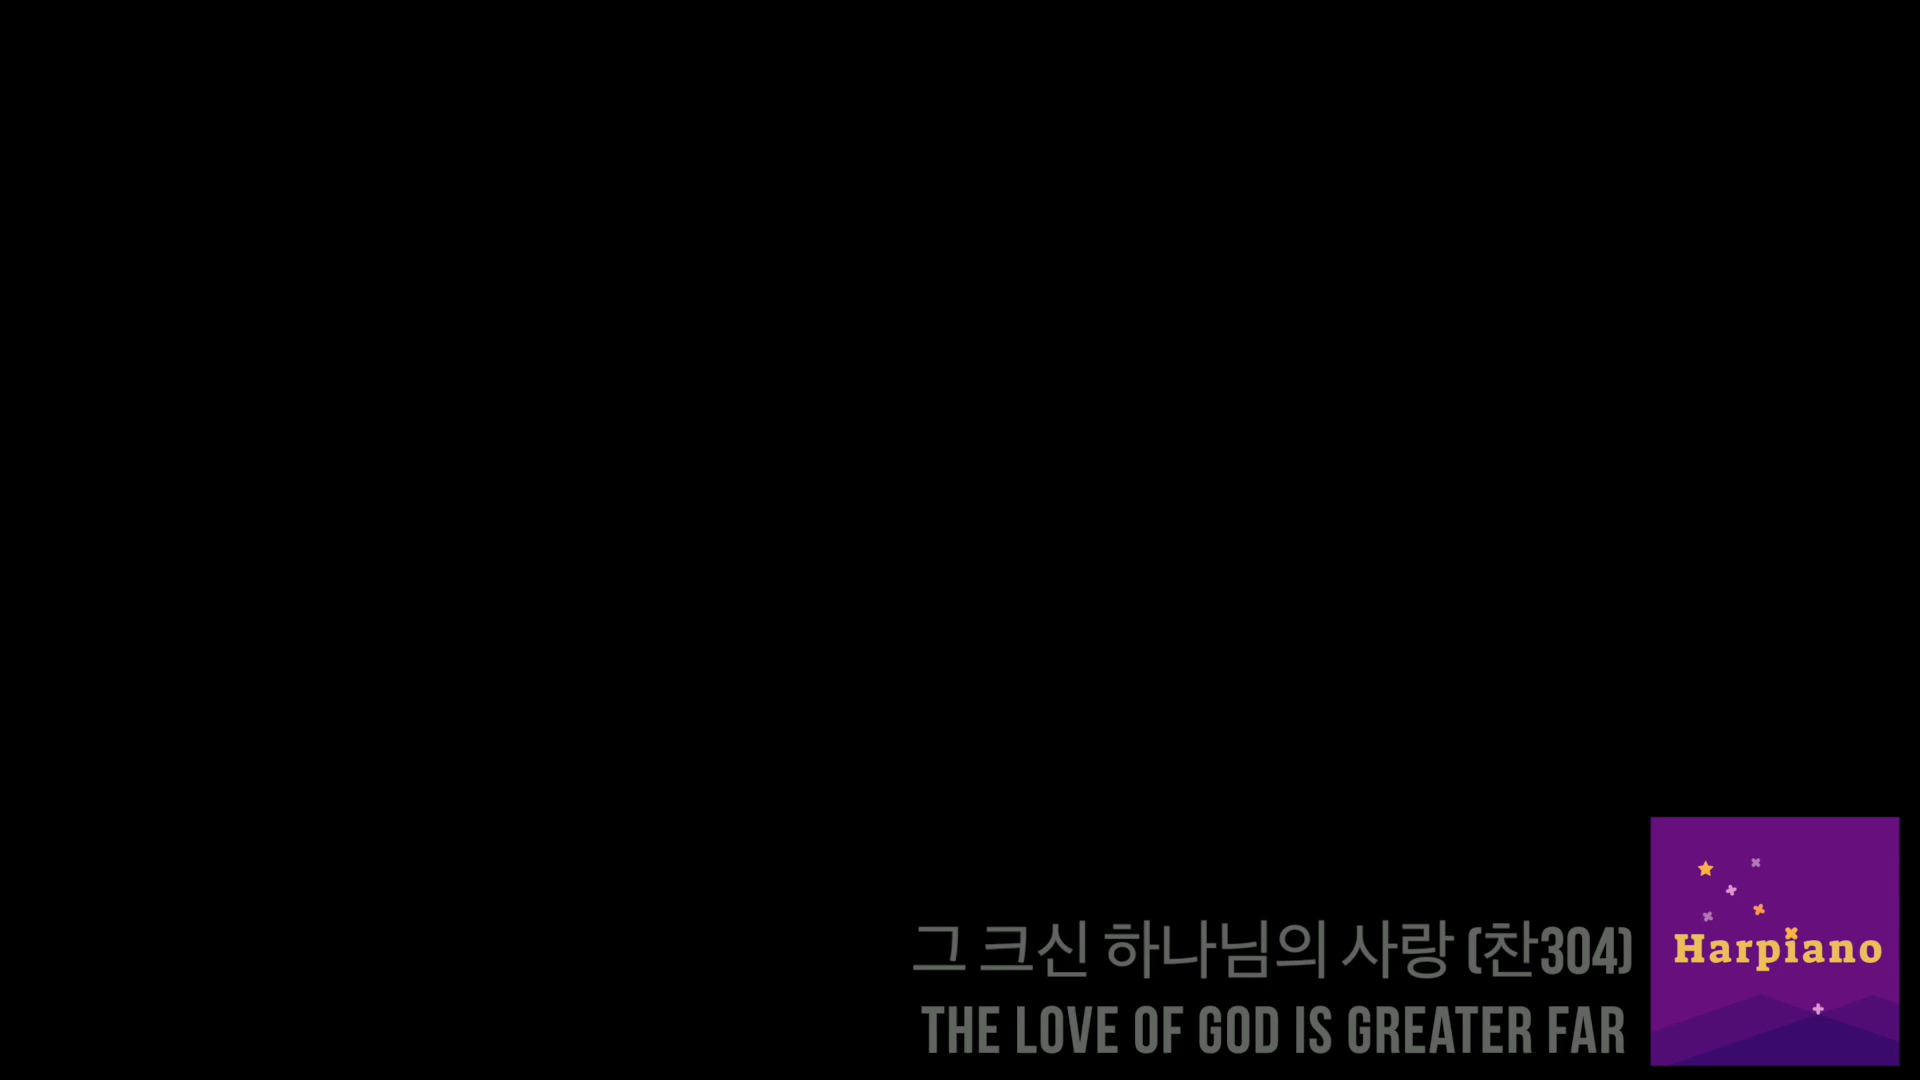 그 크신 하나님의 사랑 (찬304)
THE LOVE OF GOD IS GREATER FAR
Harpiano